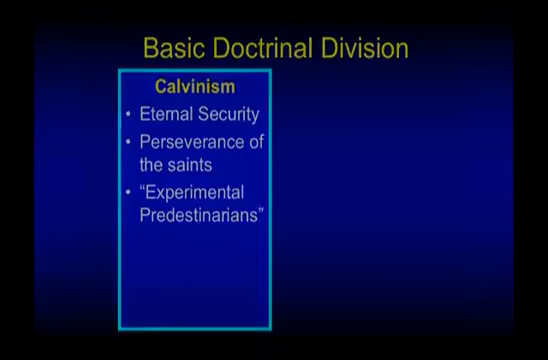 Basic Doctrinal Division
Calvinism
• Eternal Security
• Perseverance of
the saints
• “Experimental
Predestinarians”